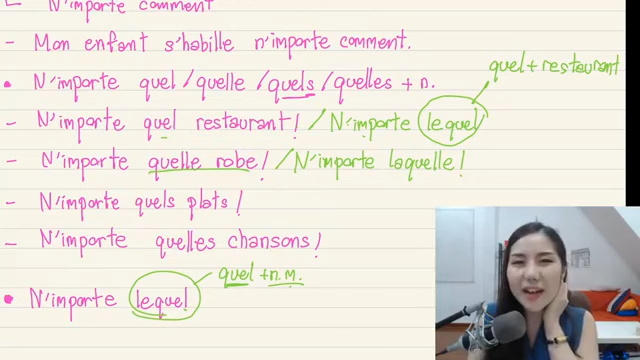 N'importe comment
- Mon enfant s'habille n'importe comment.
quel + restaurant
• N'importe quel / quelle / quels / quelles + n.
- N'importe quel restaurant! / N'importe lequel
- N'importe quelle robe! / N'importe laquelle!
- N'importe quels plats!
- N'importe quelles chansons!
quel + n.m.
• N'importe lequel